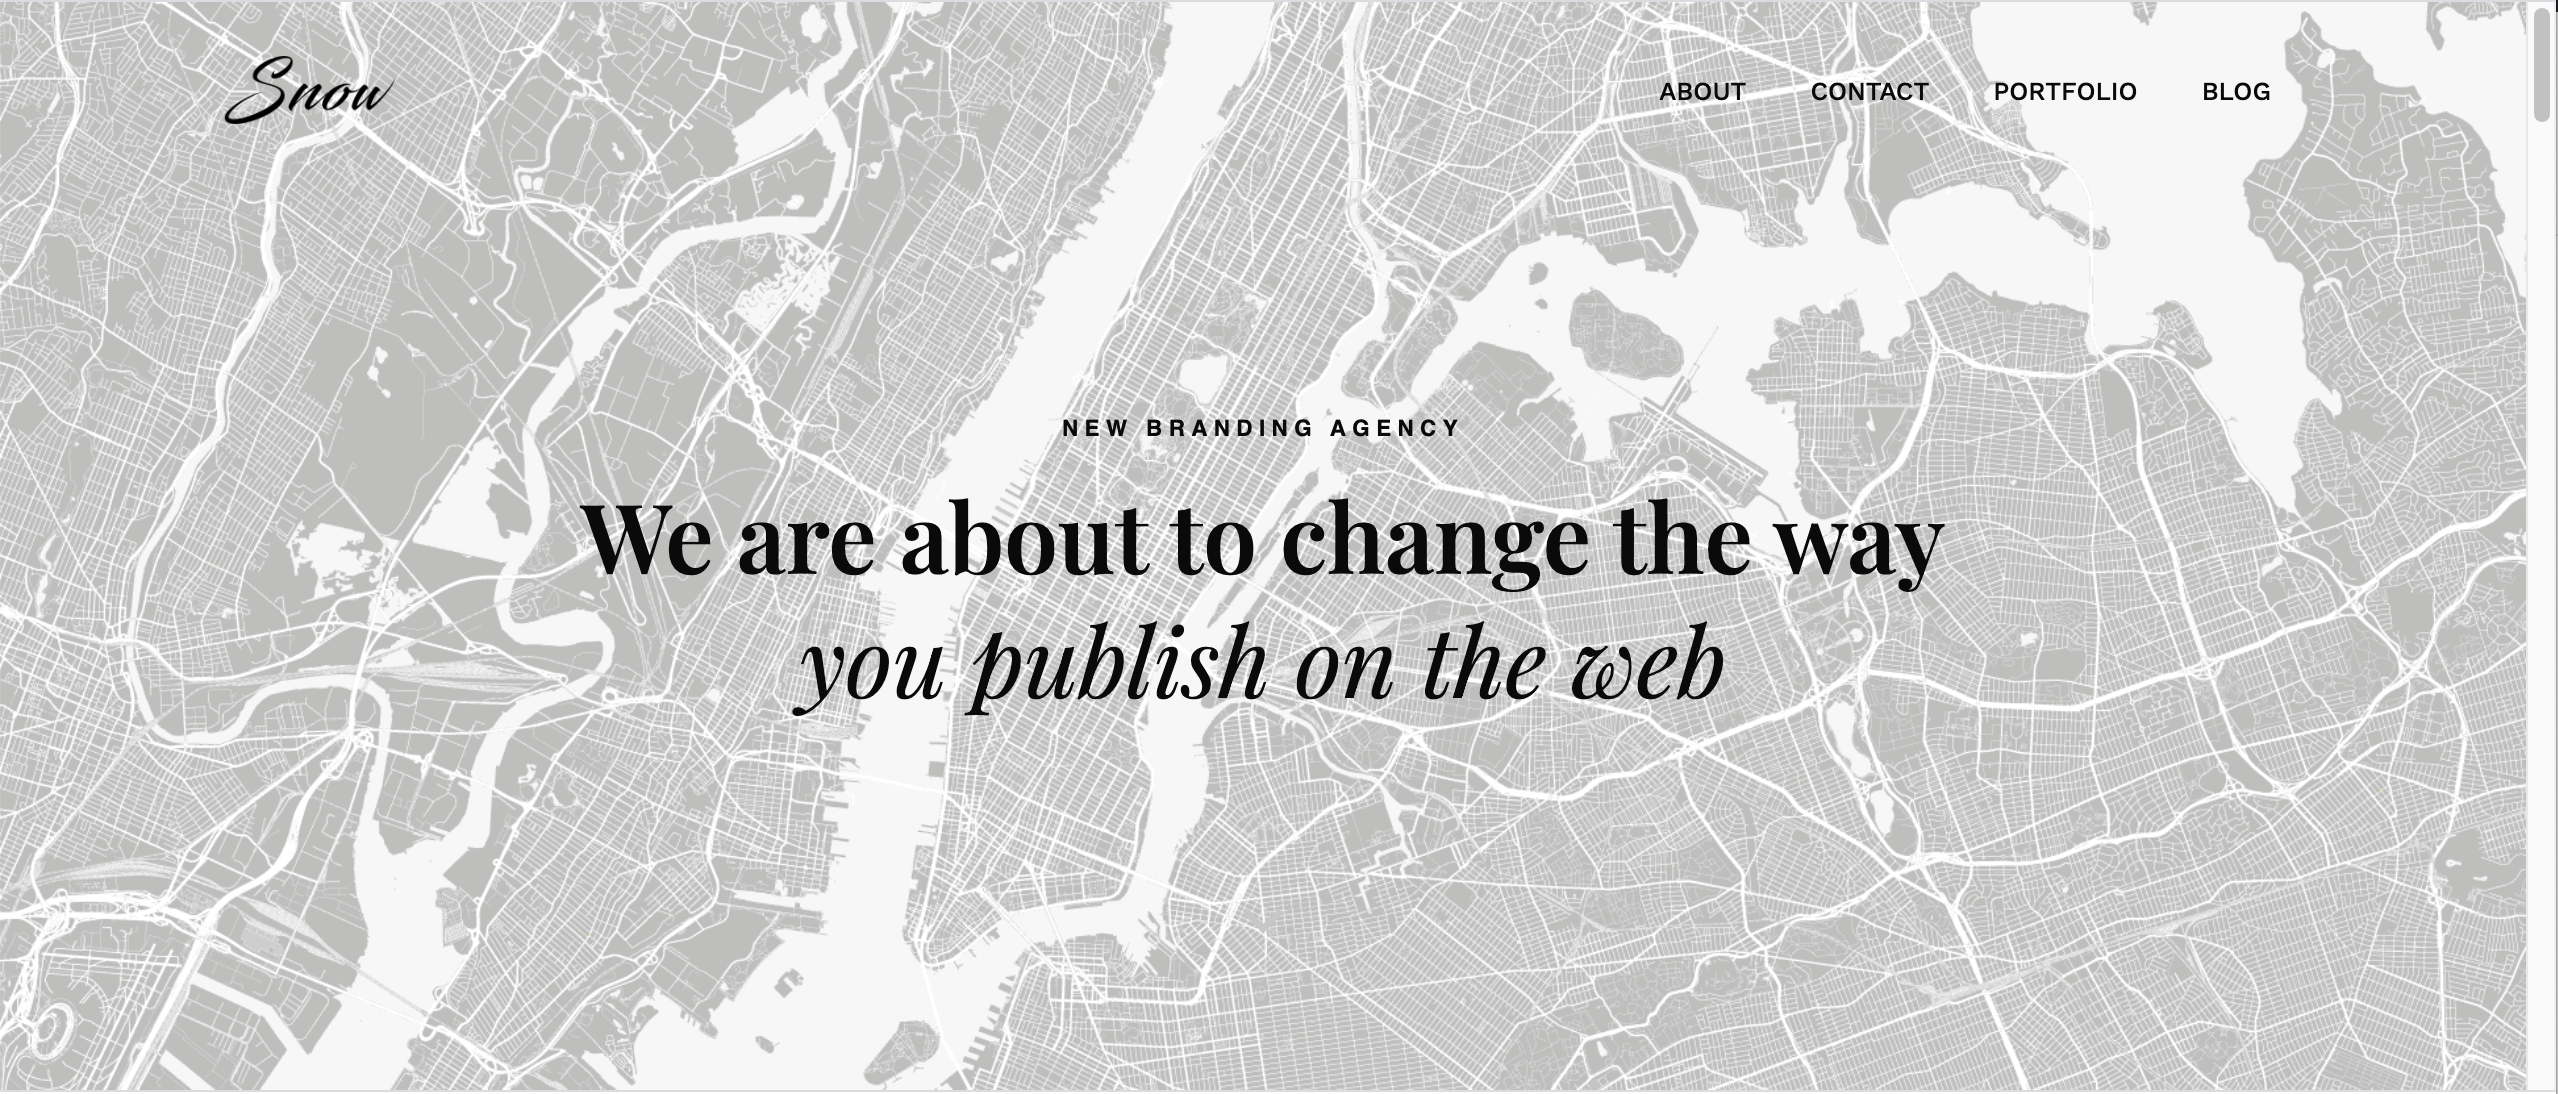 Snow
ABOUT CONTACT PORTFOLIO BLOG
NEW BRANDING AGENCY
We are about to change the way
you publish on the web